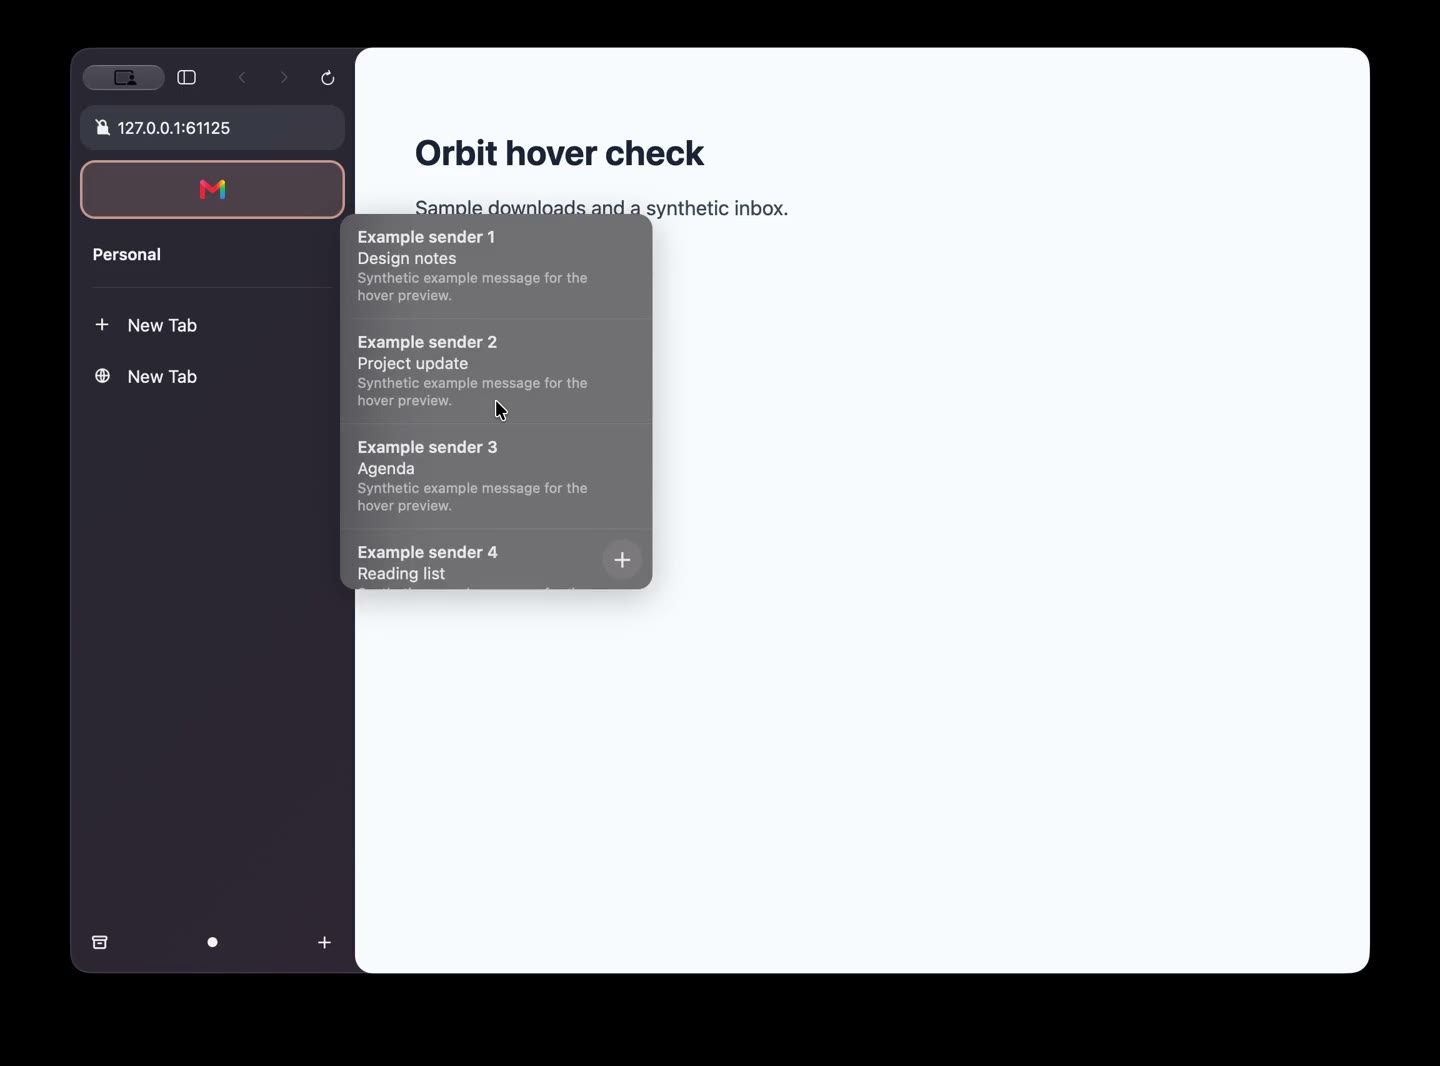 127.0.0.1:61125
Orbit hover check
Sample downloads and a synthetic inbox.
Personal
New Tab
New Tab
Example sender 1
Design notes
Synthetic example message for the
hover preview.
Example sender 2
Project update
Synthetic example message for the
hover preview.
Example sender 3
Agenda
Synthetic example message for the
hover preview.
Example sender 4
Reading list